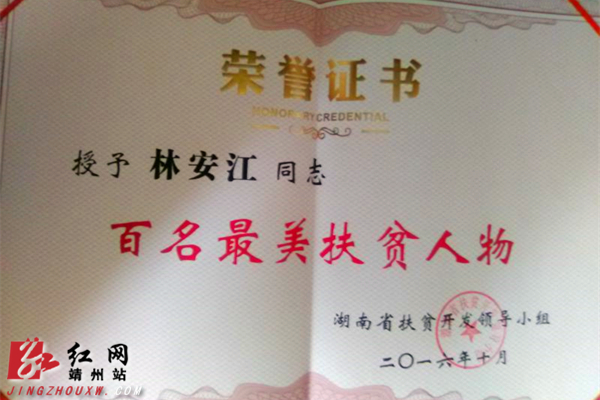 荣誉证书
HONORARY CREDENTIAL
授予 林安江 同志
百名最美扶贫人物
湖南省扶贫开发领导小组
二〇一六年十月
红网
靖州站
JINGZHOUXW.COM